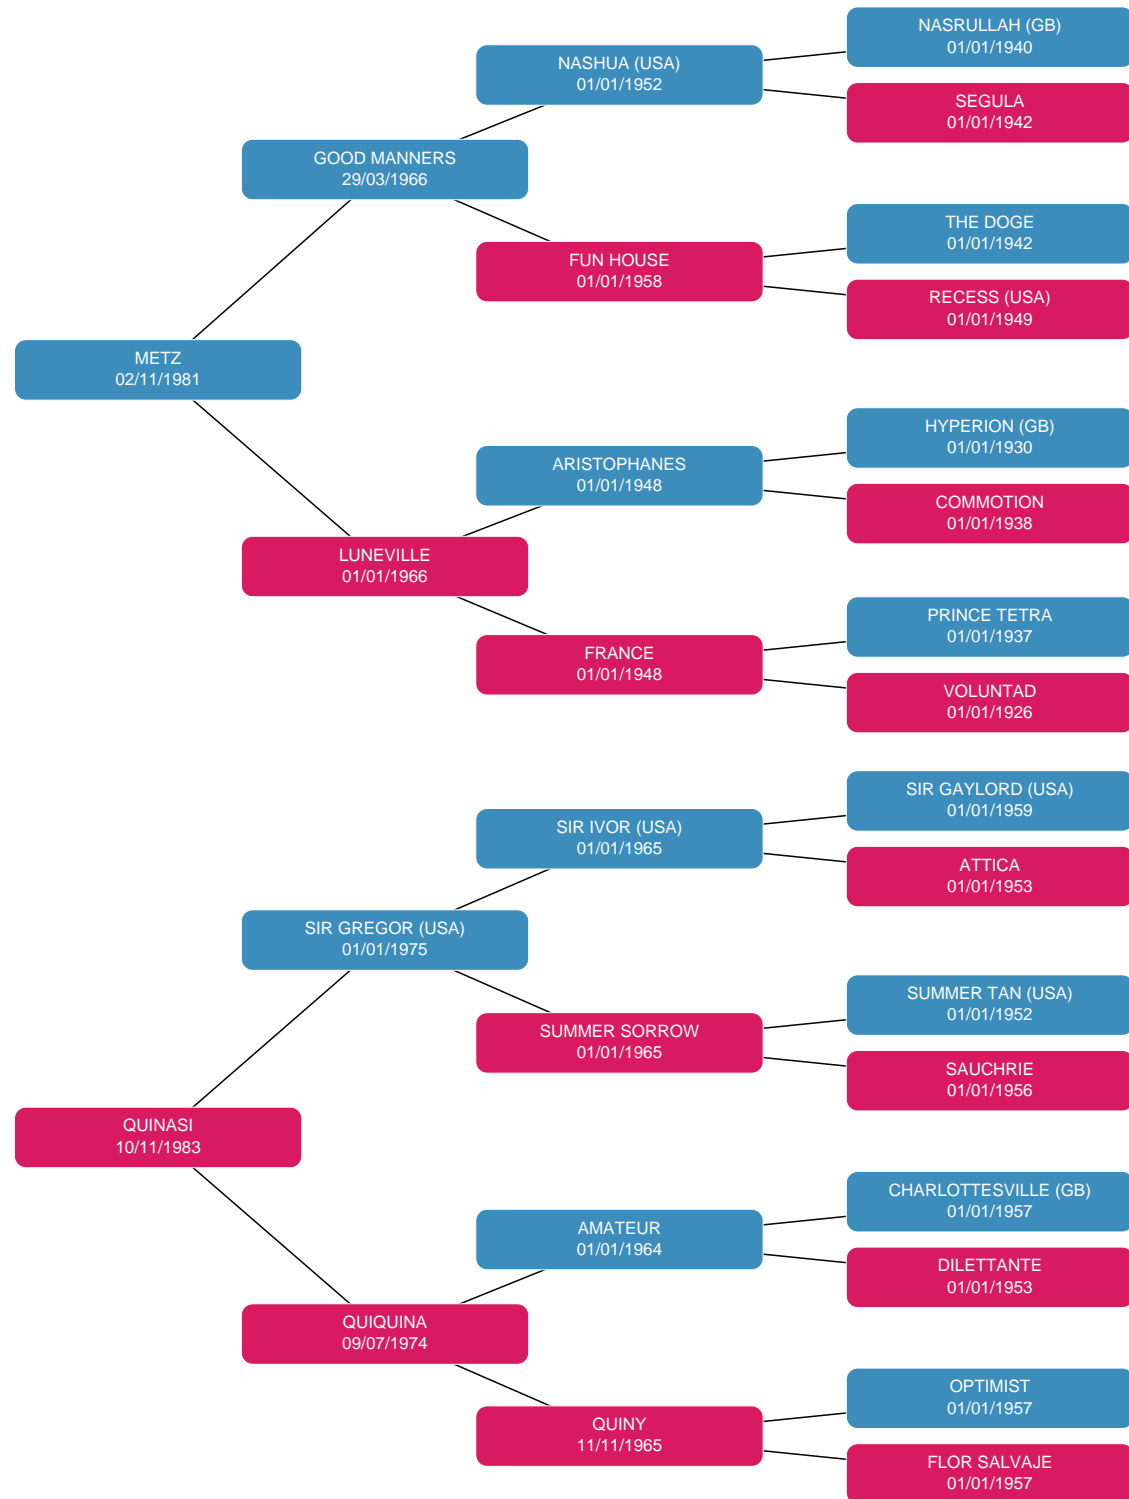 NASRULLAH (GB)
01/01/1940
NASHUA (USA)
01/01/1952
SEGULA
01/01/1942
GOOD MANNERS
29/03/1966
THE DOGE
01/01/1942
FUN HOUSE
01/01/1958
RECESS (USA)
01/01/1949
METZ
02/11/1981
HYPERION (GB)
01/01/1930
ARISTOPHANES
01/01/1948
COMMOTION
01/01/1938
LUNEVILLE
01/01/1966
PRINCE TETRA
01/01/1937
FRANCE
01/01/1948
VOLUNTAD
01/01/1926
SIR GAYLORD (USA)
01/01/1959
SIR IVOR (USA)
01/01/1965
ATTICA
01/01/1953
SIR GREGOR (USA)
01/01/1975
SUMMER TAN (USA)
01/01/1952
SUMMER SORROW
01/01/1965
SAUCHRIE
01/01/1956
QUINASI
10/11/1983
CHARLOTTESVILLE (GB)
01/01/1957
AMATEUR
01/01/1964
DILETTANTE
01/01/1953
QUIQUINA
09/07/1974
OPTIMIST
01/01/1957
QUINY
11/11/1965
FLOR SALVAJE
01/01/1957